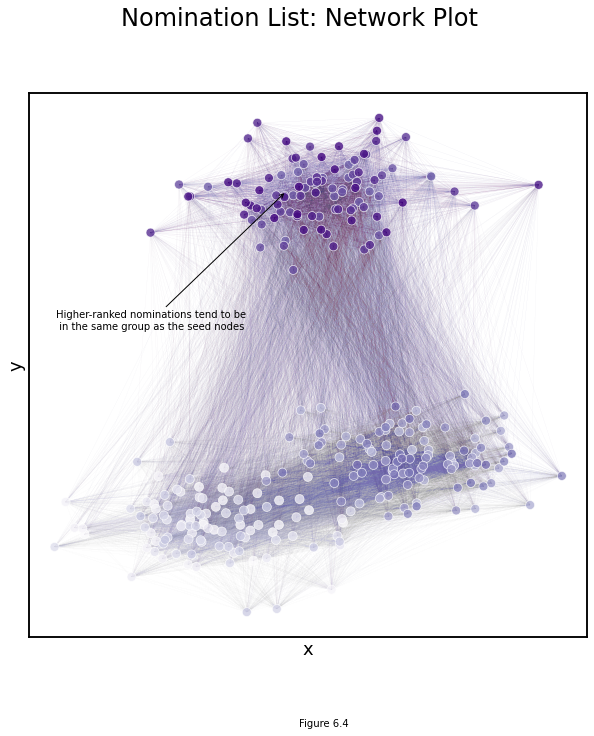 Nomination List: Network Plot
Higher-ranked nominations tend to be
in the same group as the seed nodes
y
x
Figure 6.4